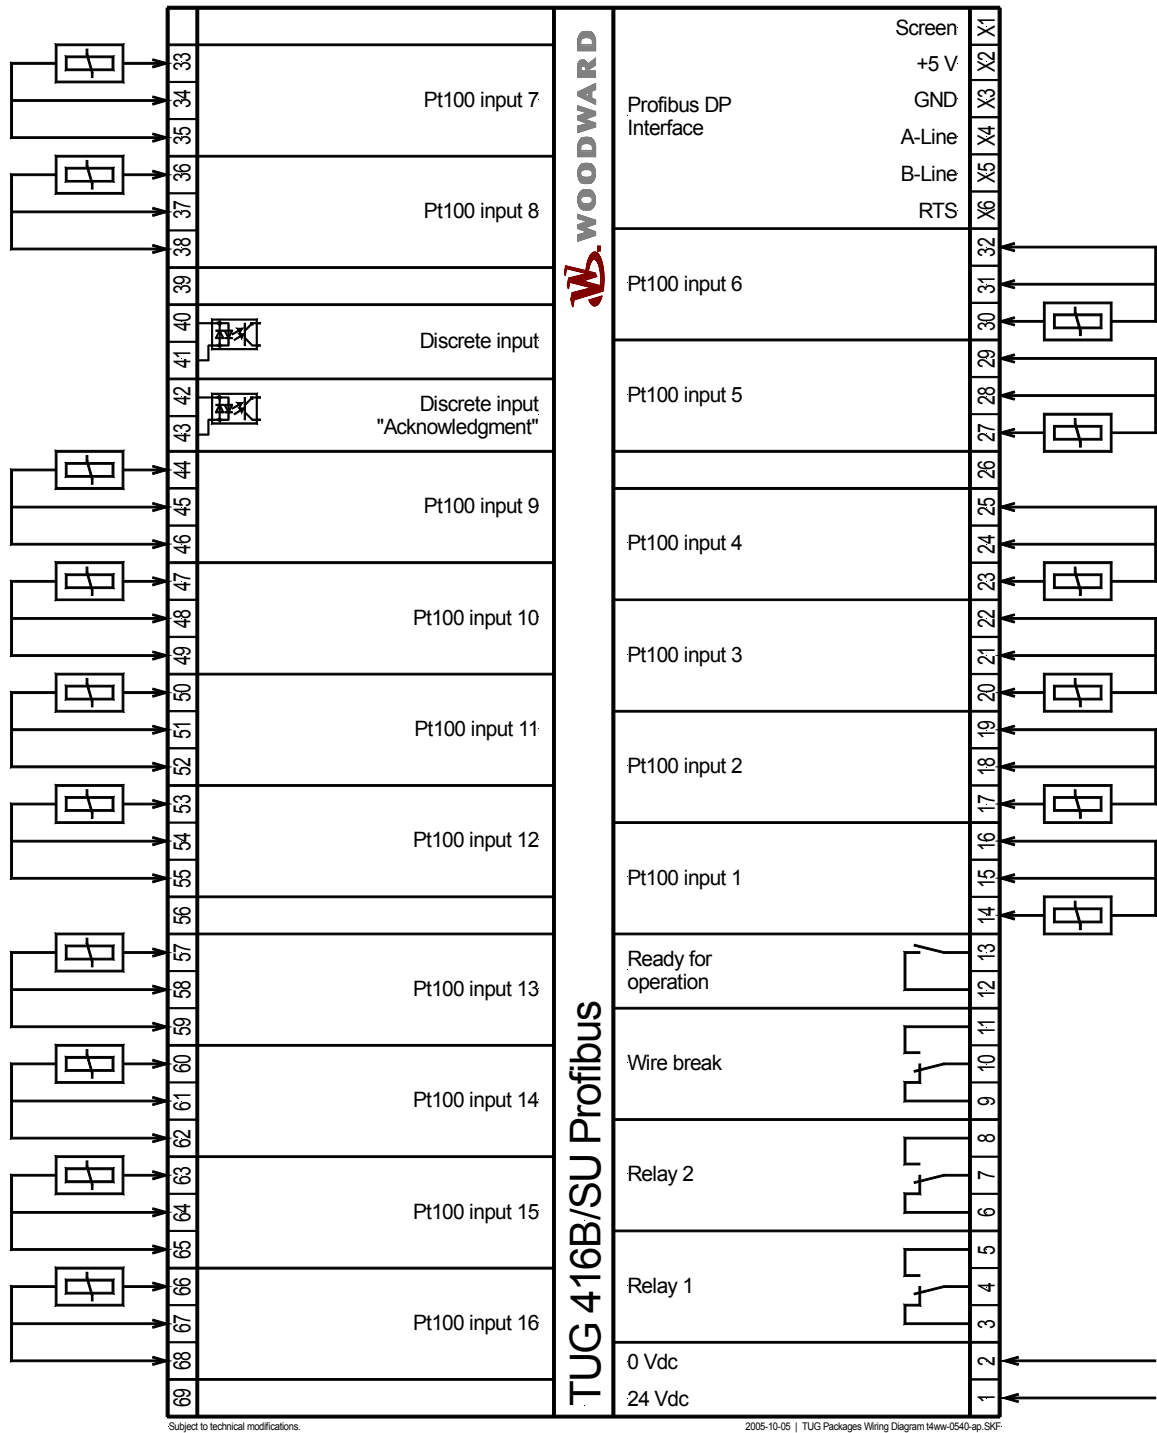 33
34
35
Pt100 input 7
36
37
38
Pt100 input 8
39
40
41
Discrete input
42
43
Discrete input
"Acknowledgment"
44
45
46
Pt100 input 9
47
48
49
Pt100 input 10
50
51
52
Pt100 input 11
53
54
55
Pt100 input 12
56
57
58
59
Pt100 input 13
60
61
62
Pt100 input 14
63
64
65
Pt100 input 15
66
67
68
Pt100 input 16
69
WOODWARD
TUG 416B/SU Profibus
Profibus DP
Interface
Screen X1
+5 V X2
GND X3
A-Line X4
B-Line X5
RTS X6
Pt100 input 6
32
31
30
Pt100 input 5
29
28
27
26
Pt100 input 4
25
24
23
Pt100 input 3
22
21
20
Pt100 input 2
19
18
17
Pt100 input 1
16
15
14
Ready for
operation
13
12
Wire break
11
10
9
Relay 2
8
7
6
Relay 1
5
4
3
0 Vdc 2
24 Vdc 1
Subject to technical modifications.
2005-10-05 | TUG Packages Wiring Diagram t4ww-0540-ap.SKF